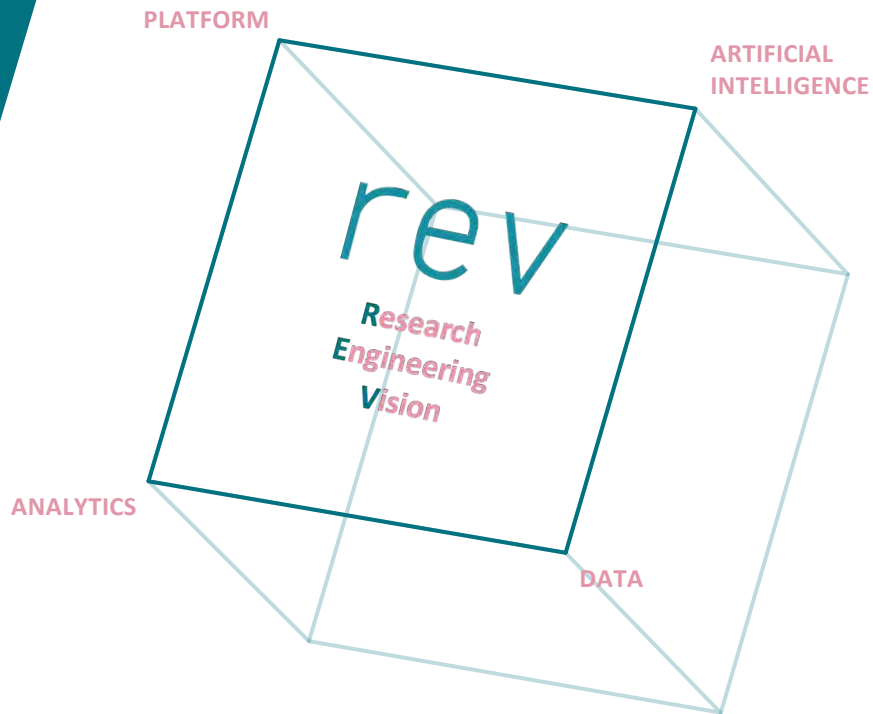 PLATFORM
ARTIFICIAL
INTELLIGENCE
rev
Research
Engineering
Vision
ANALYTICS
DATA